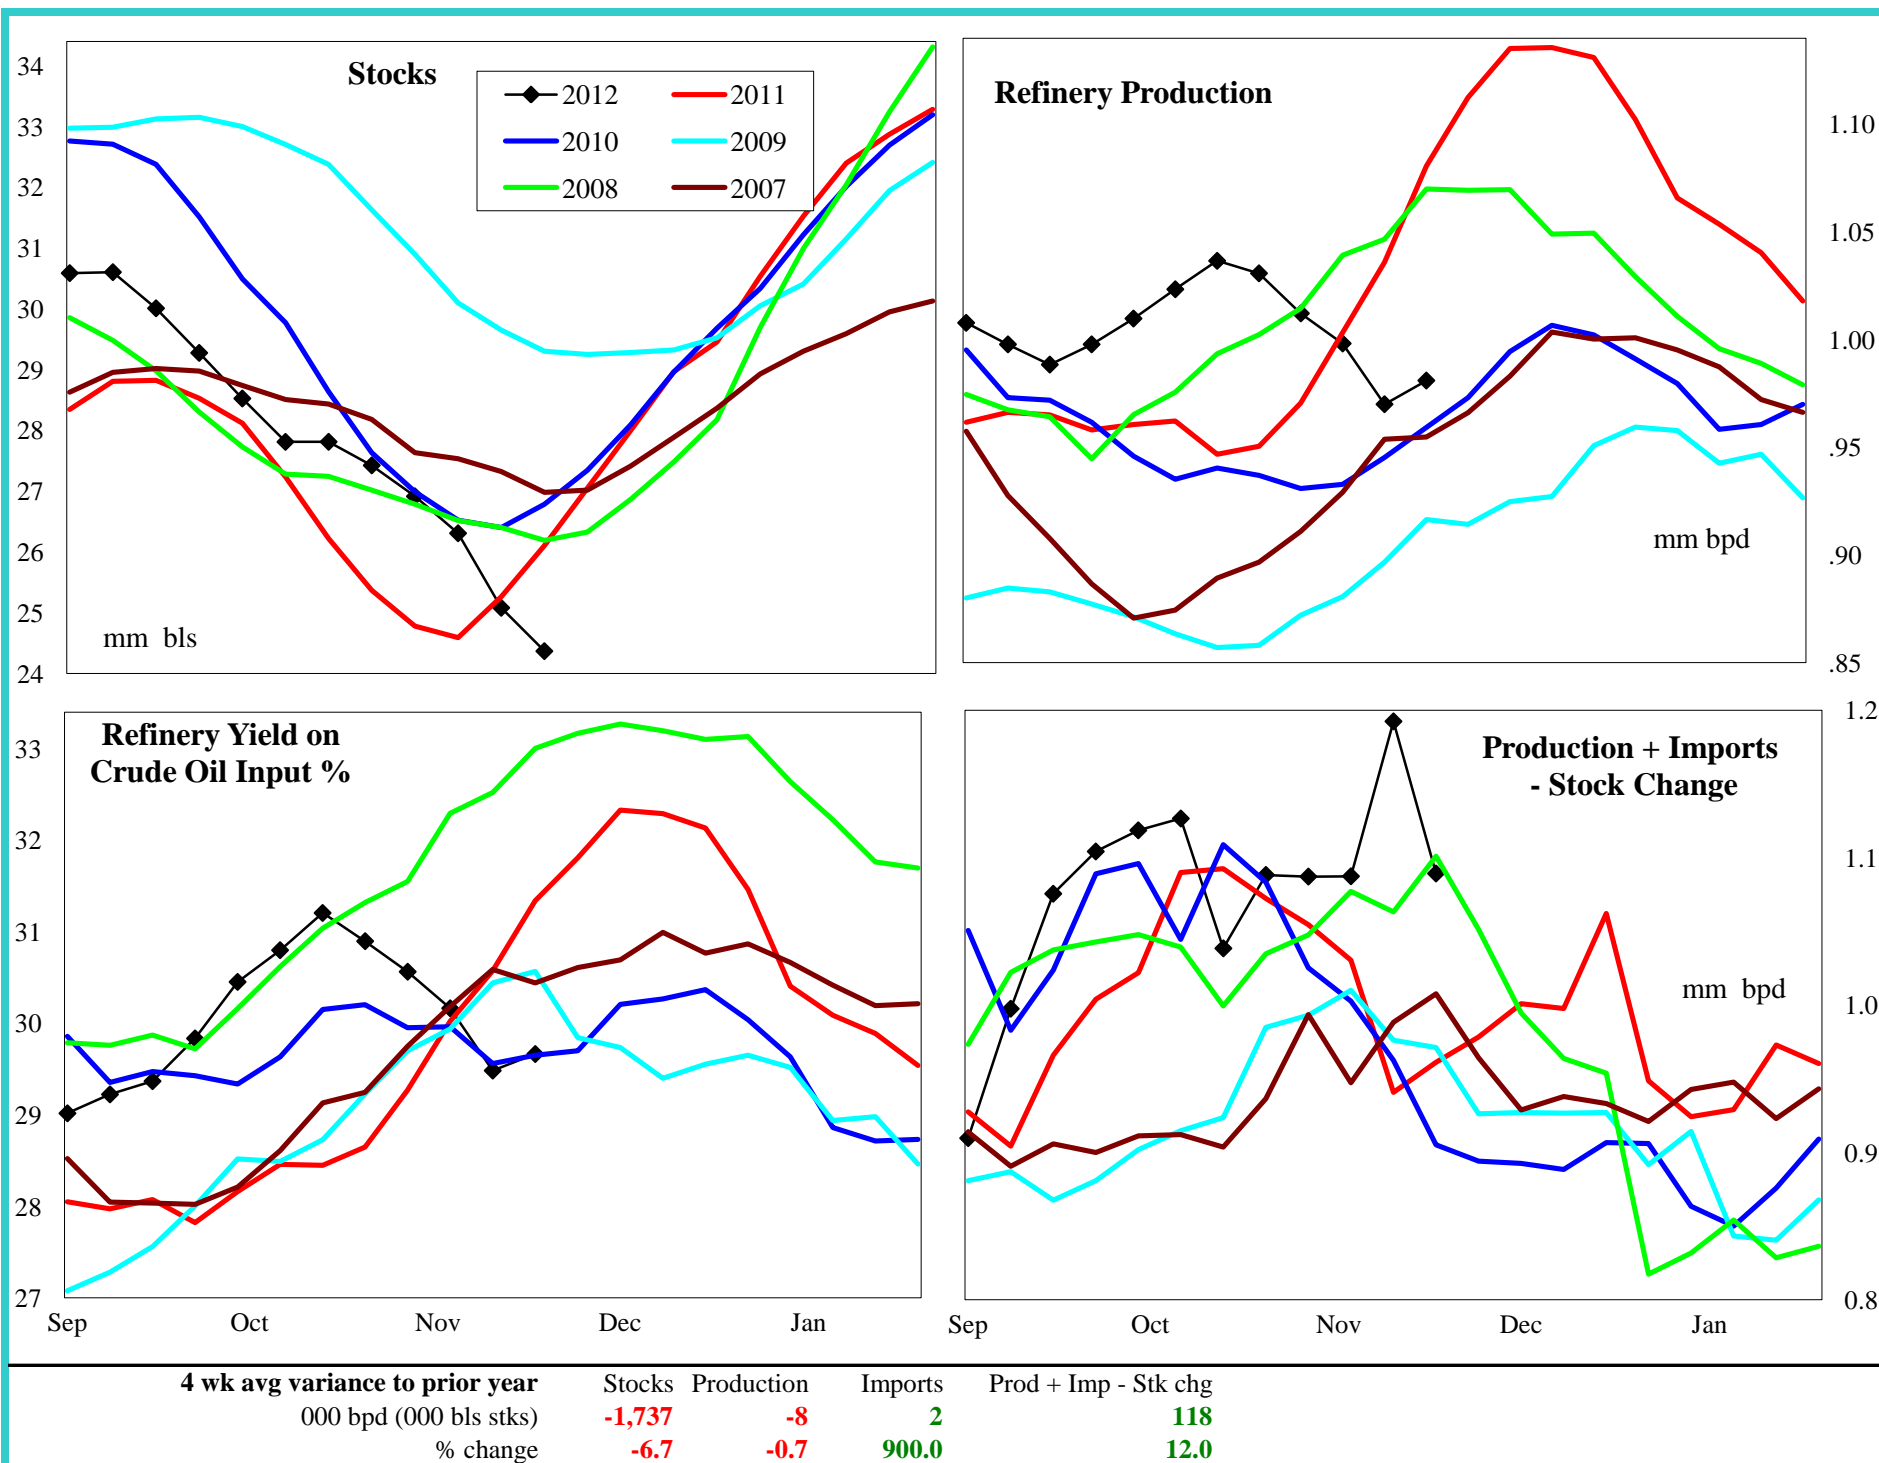 Stocks
2012
2011
2010
2009
2008
2007
34
33
32
31
30
29
28
27
26
25
24
mm bls
Refinery Production
1.10
1.05
1.00
.95
.90
.85
mm bpd
Refinery Yield on
Crude Oil Input %
33
32
31
30
29
28
27
Sep Oct Nov Dec Jan
Production + Imports
- Stock Change
1.2
1.1
1.0
0.9
0.8
mm bpd
Sep Oct Nov Dec Jan
4 wk avg variance to prior year Stocks Production Imports Prod + Imp - Stk chg
000 bpd (000 bls stks) -1,737 -8 2 118
% change -6.7 -0.7 900.0 12.0